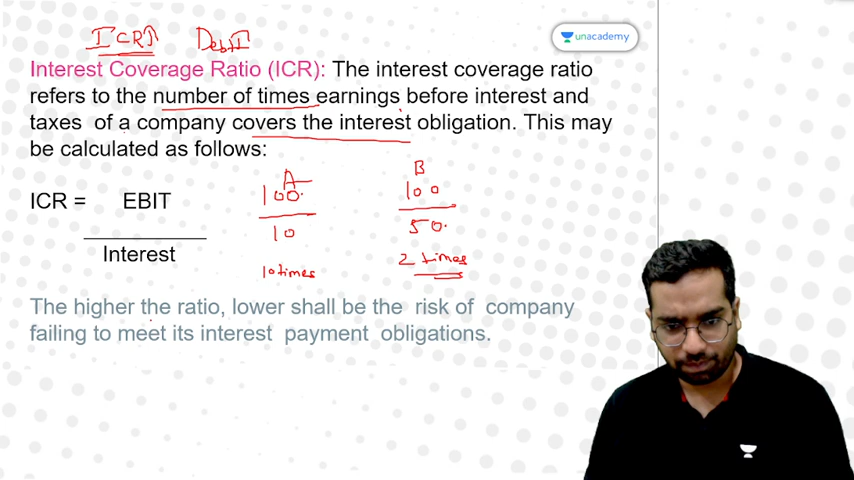 ICR↑ Debt↑
unacademy
Interest Coverage Ratio (ICR): The interest coverage ratio
refers to the number of times earnings before interest and
taxes of a company covers the interest obligation. This may
be calculated as follows:
A B
ICR = EBIT 100 100
Interest 10 50
10 times 2 times
The higher the ratio, lower shall be the risk of company
failing to meet its interest payment obligations.